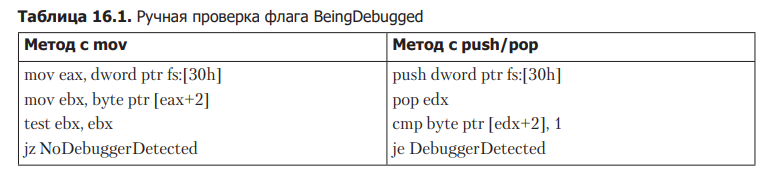 Таблица 16.1. Ручная проверка флага BeingDebugged
Метод с mov Метод с push/pop
mov eax, dword ptr fs:[30h] push dword ptr fs:[30h]
mov ebx, byte ptr [eax+2] pop edx
test ebx, ebx cmp byte ptr [edx+2], 1
jz NoDebuggerDetected je DebuggerDetected